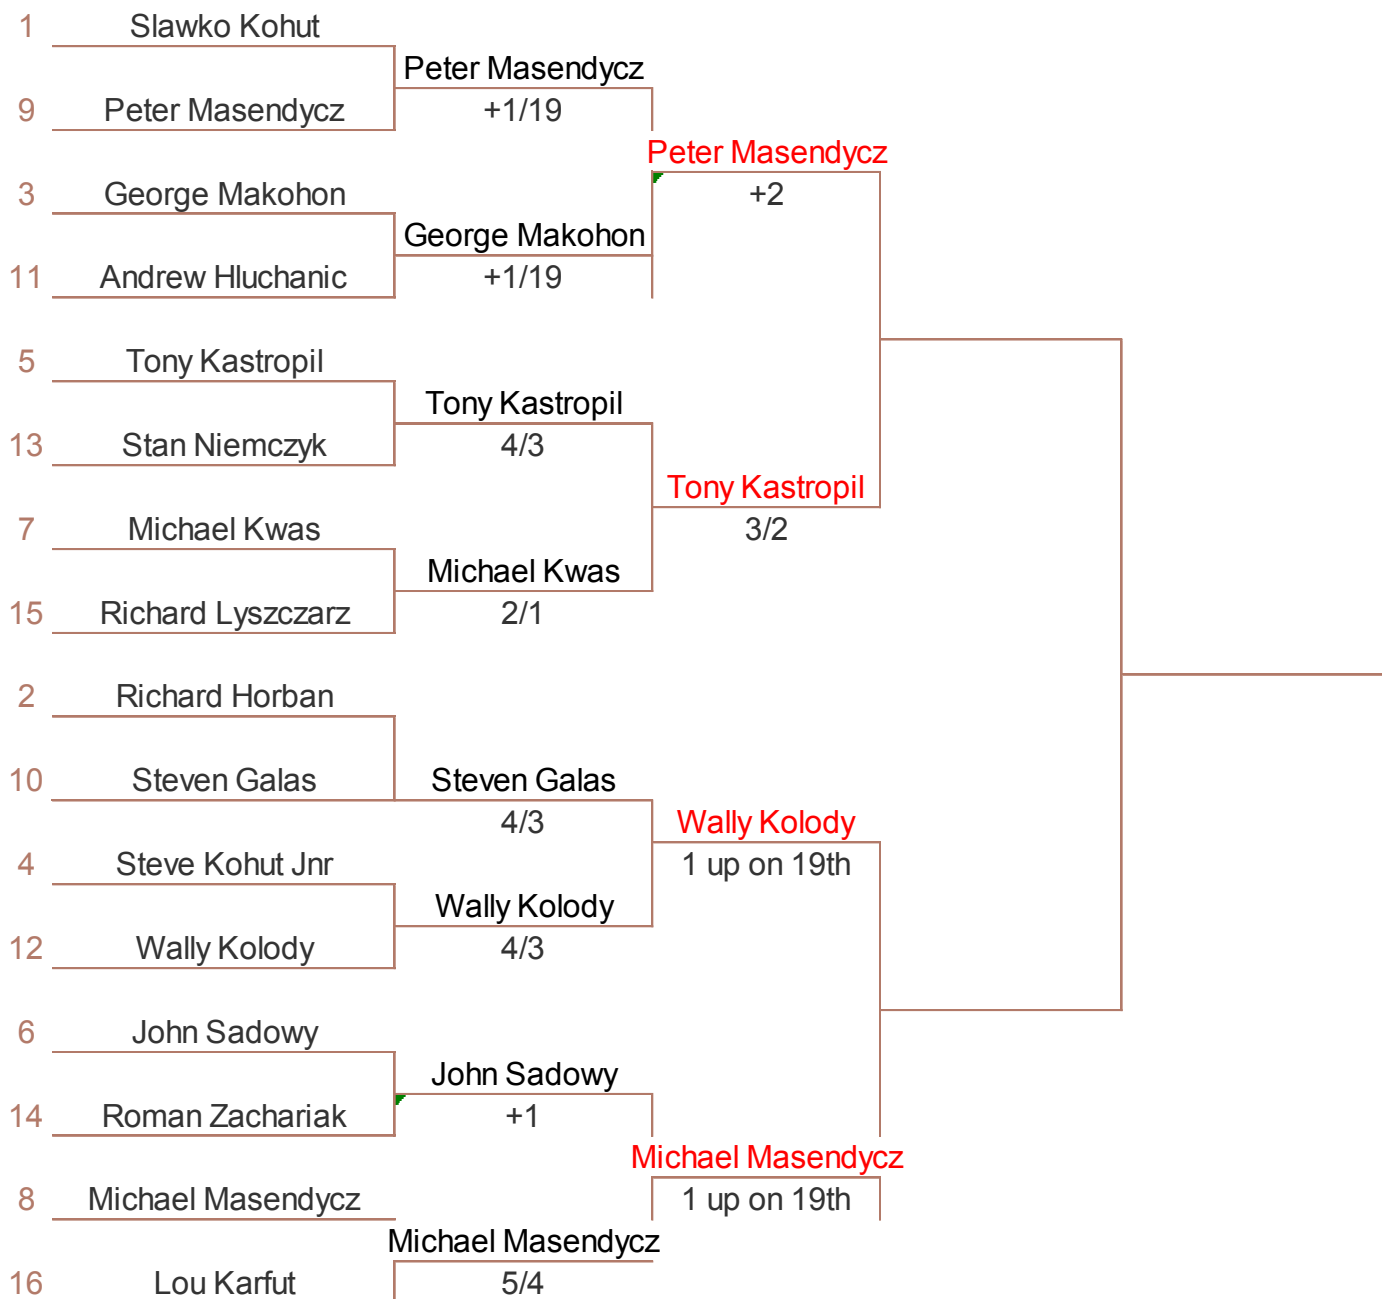 1 Slawko Kohut
Peter Masendycz
9 Peter Masendycz +1/19
Peter Masendycz
3 George Makohon +2
George Makohon
11 Andrew Hluchanic +1/19
5 Tony Kastropil
Tony Kastropil
13 Stan Niemczyk 4/3
Tony Kastropil
7 Michael Kwas 3/2
Michael Kwas
15 Richard Lyszczarz 2/1
2 Richard Horban
10 Steven Galas Steven Galas
4/3 Wally Kolody
4 Steve Kohut Jnr 1 up on 19th
Wally Kolody
12 Wally Kolody 4/3
6 John Sadowy
John Sadowy
14 Roman Zachariak +1
Michael Masendycz
8 Michael Masendycz 1 up on 19th
Michael Masendycz
16 Lou Karfut 5/4